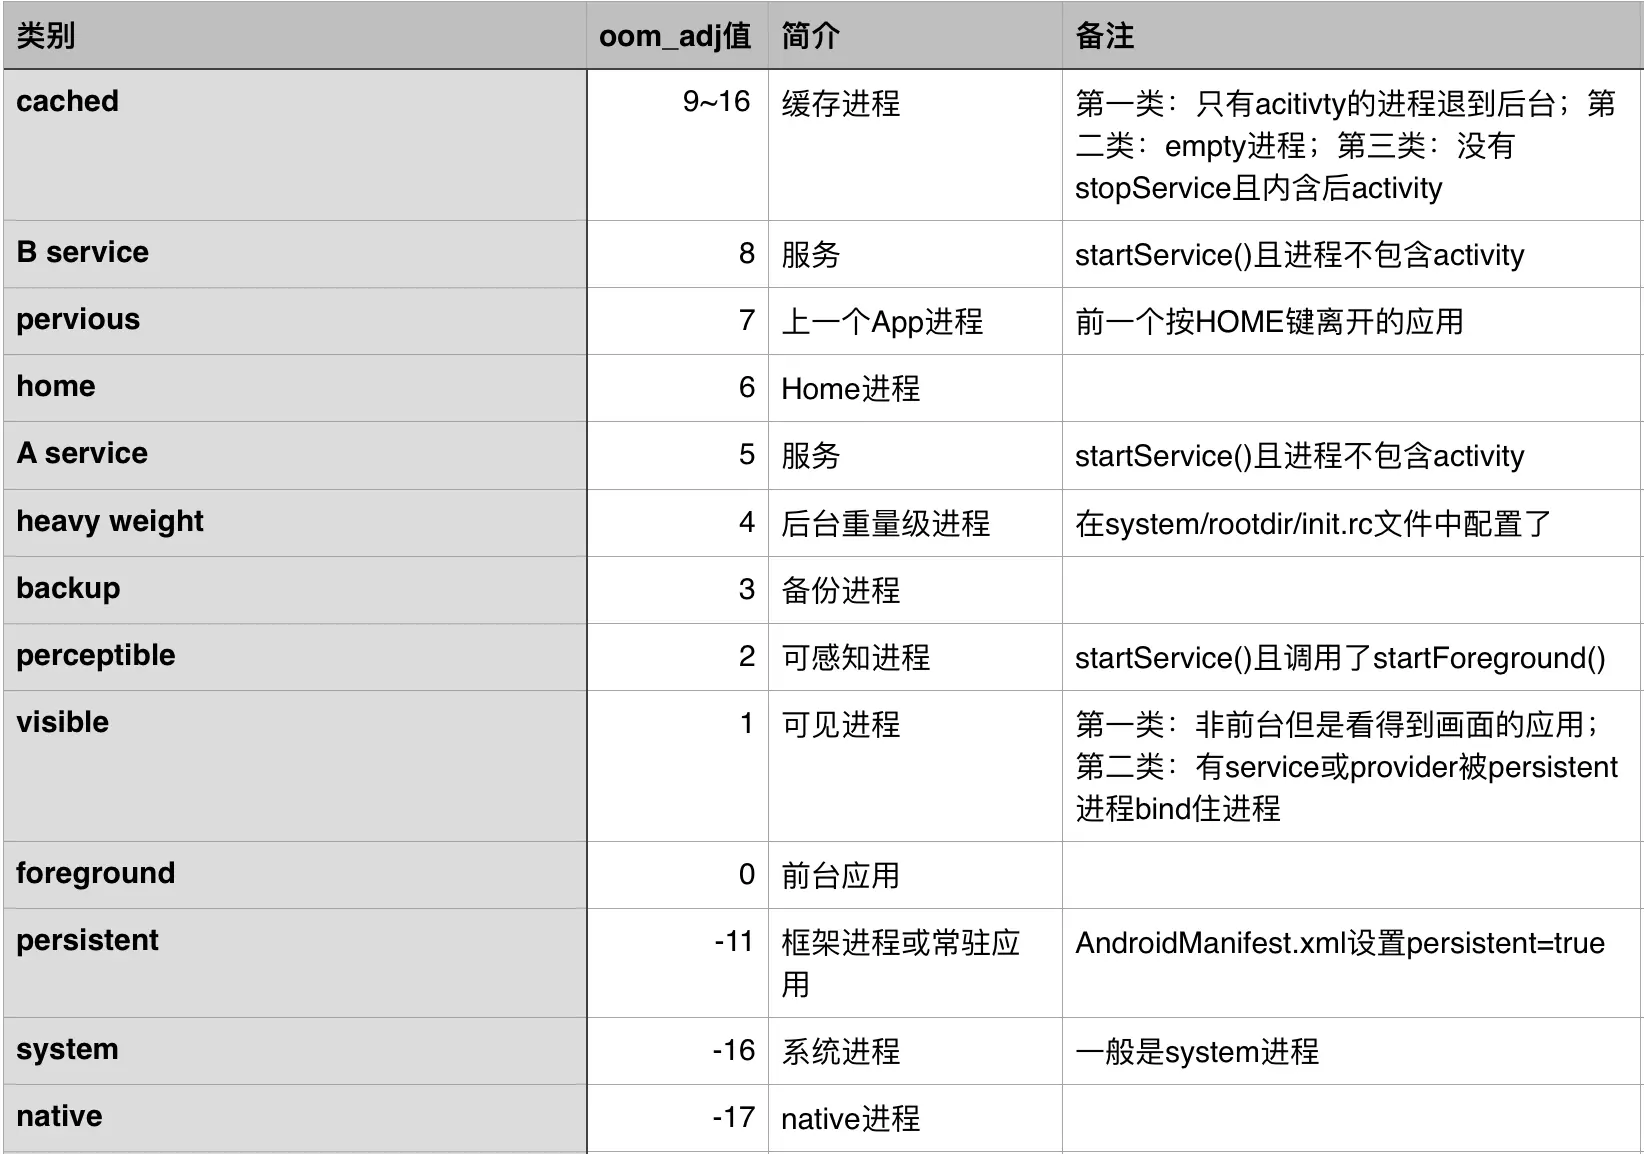 类别 oom_adj值 简介 备注
cached 9~16 缓存进程 第一类：只有acitivty的进程退到后台；第
二类：empty进程；第三类：没有
stopService且内含后activity
B service 8 服务 startService()且进程不包含activity
pervious 7 上一个App进程 前一个按HOME键离开的应用
home 6 Home进程
A service 5 服务 startService()且进程不包含activity
heavy weight 4 后台重量级进程 在system/rootdir/init.rc文件中配置了
backup 3 备份进程
perceptible 2 可感知进程 startService()且调用了startForeground()
visible 1 可见进程 第一类：非前台但是看得到画面的应用；
第二类：有service或provider被persistent
进程bind住进程
foreground 0 前台应用
persistent -11 框架进程或常驻应 AndroidManifest.xml设置persistent=true
用
system -16 系统进程 一般是system进程
native -17 native进程